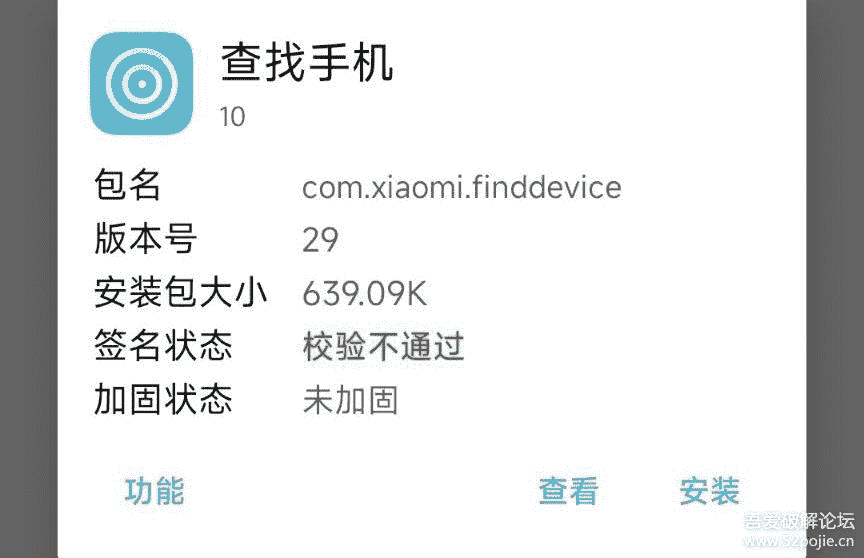 查找手机
10
包名 com.xiaomi.finddevice
版本号 29
安装包大小 639.09K
签名状态 校验不通过
加固状态 未加固
功能 查看 安装
吾爱破解论坛
www.52pojie.cn